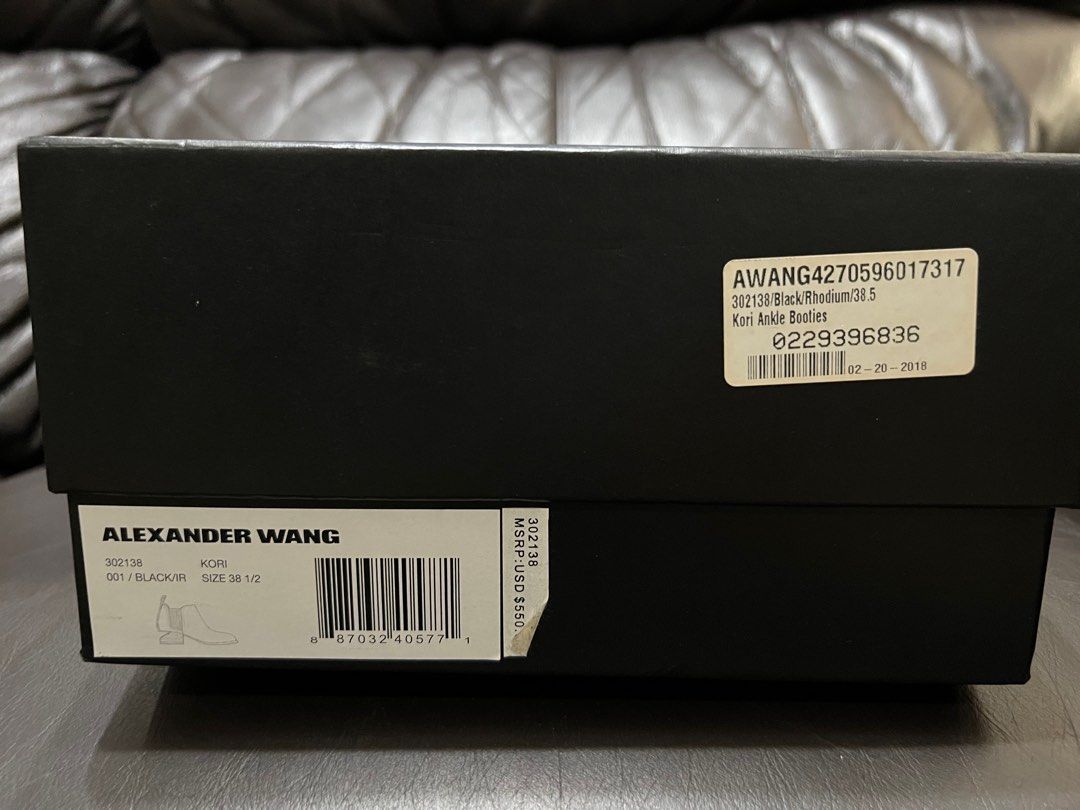 AWANG4270596017317
302138/Black/Rhodium/38.5
Kori Ankle Booties
0229396836
02-20-2018
ALEXANDER WANG
302138 KORI
001 / BLACK/IR SIZE 38 1/2
8 87032 40577 1
302138
MSRP:USD $550.